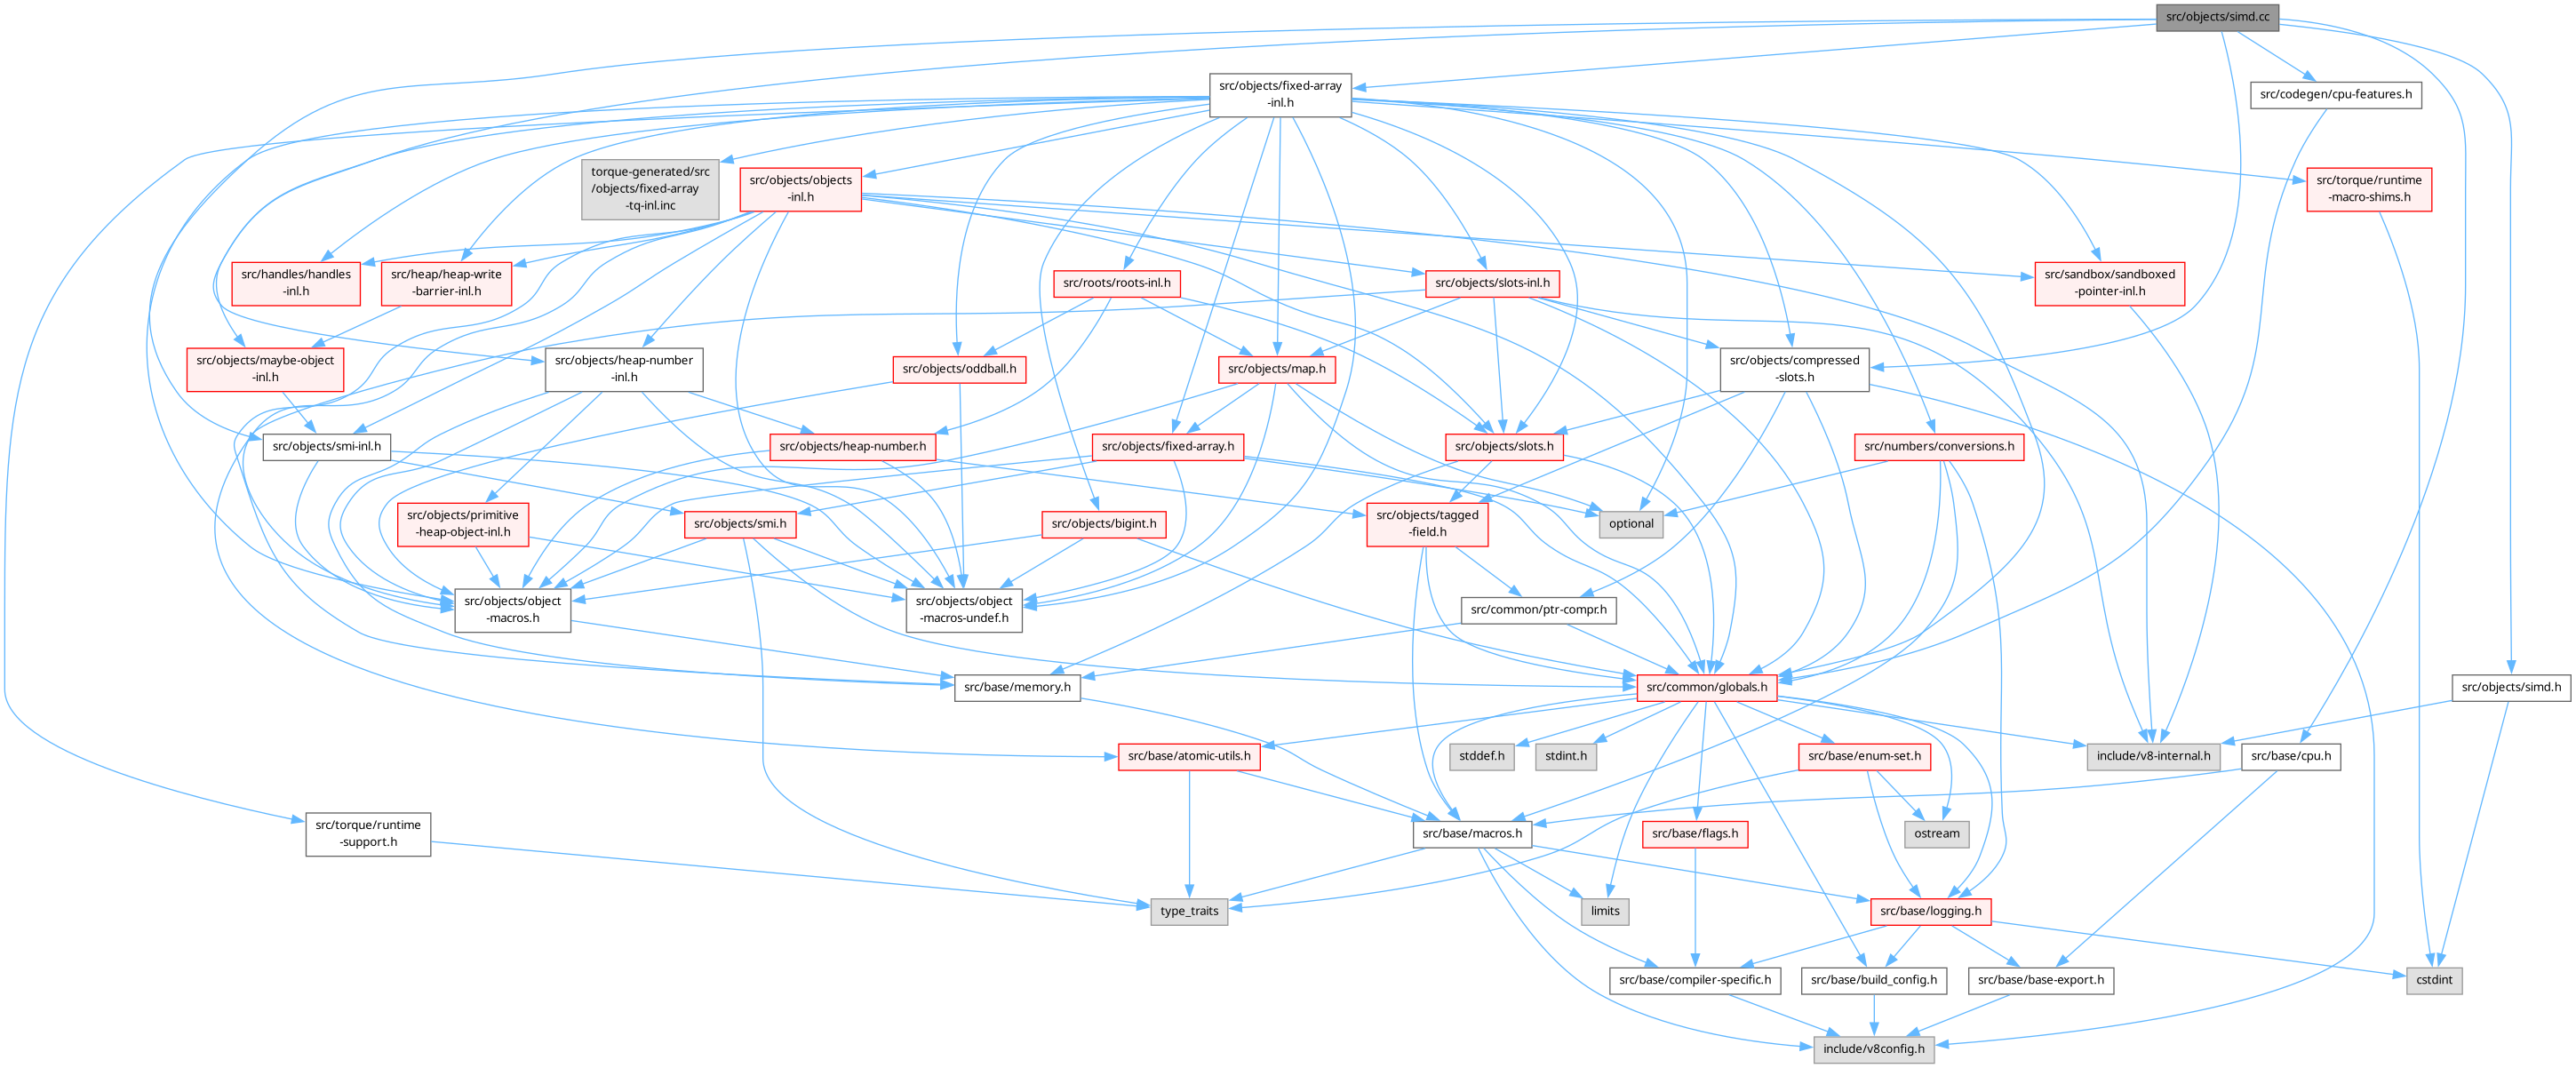 src/objects/simd.cc
src/objects/fixed-array
-inl.h
src/codegen/cpu-features.h
torque-generated/src
/objects/fixed-array
-tq-inl.inc
src/objects/objects
-inl.h
src/torque/runtime
-macro-shims.h
src/handles/handles
-inl.h
src/heap/heap-write
-barrier-inl.h
src/roots/roots-inl.h
src/objects/slots-inl.h
src/sandbox/sandboxed
-pointer-inl.h
src/objects/maybe-object
-inl.h
src/objects/heap-number
-inl.h
src/objects/oddball.h
src/objects/map.h
src/objects/compressed
-slots.h
src/objects/smi-inl.h
src/objects/heap-number.h
src/objects/fixed-array.h
src/objects/slots.h
src/numbers/conversions.h
src/objects/primitive
-heap-object-inl.h
src/objects/smi.h
src/objects/bigint.h
src/objects/tagged
-field.h
optional
src/objects/object
-macros.h
src/objects/object
-macros-undef.h
src/common/ptr-compr.h
src/base/memory.h
src/common/globals.h
src/objects/simd.h
src/base/atomic-utils.h
stddef.h
stdint.h
src/base/enum-set.h
include/v8-internal.h
src/base/cpu.h
src/torque/runtime
-support.h
src/base/macros.h
src/base/flags.h
ostream
type_traits
limits
src/base/logging.h
src/base/compiler-specific.h
src/base/build_config.h
src/base/base-export.h
cstdint
include/v8config.h